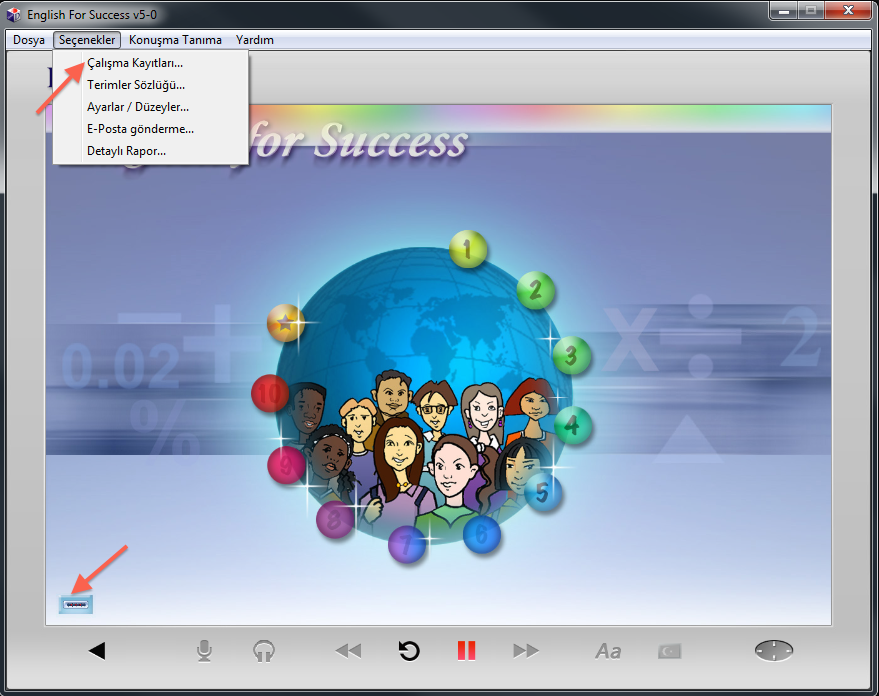 English For Success v5-0
Dosya Seçenekler Konuşma Tanıma Yardım
Çalışma Kayıtları...
Terimler Sözlüğü...
Ayarlar / Düzeyler...
E-Posta gönderme...
Detaylı Rapor...
for Success
1
2
3
4
5
6
7
8
9
10
0.02
%
+
x
÷
2
Aa